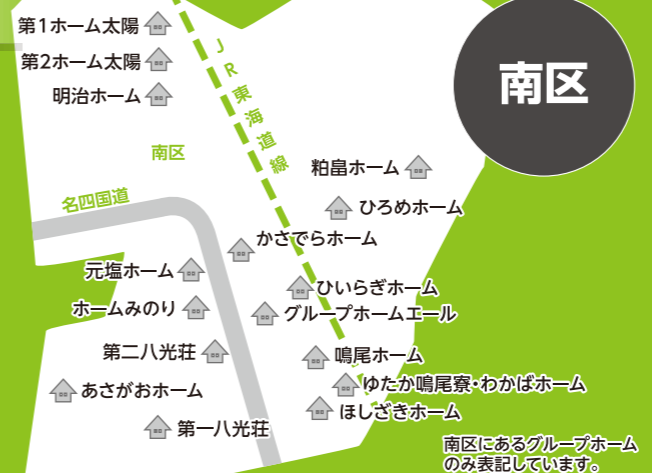 第1ホーム太陽
第2ホーム太陽
明治ホーム
JR東海道線
南区
南区
粕畠ホーム
名四国道
ひろめホーム
かさでらホーム
元塩ホーム
ひいらぎホーム
ホームみのり
グループホームエール
第二八光荘
鳴尾ホーム
あさがおホーム
ゆたか鳴尾寮・わかばホーム
ほしざきホーム
第一八光荘
南区にあるグループホーム
のみ表記しています。